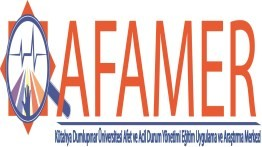 AFAMER
Kütahya Dumlupınar Üniversitesi Afet ve Acil Durum Yönetimi Eğitim Uygulama ve Araştırma Merkezi